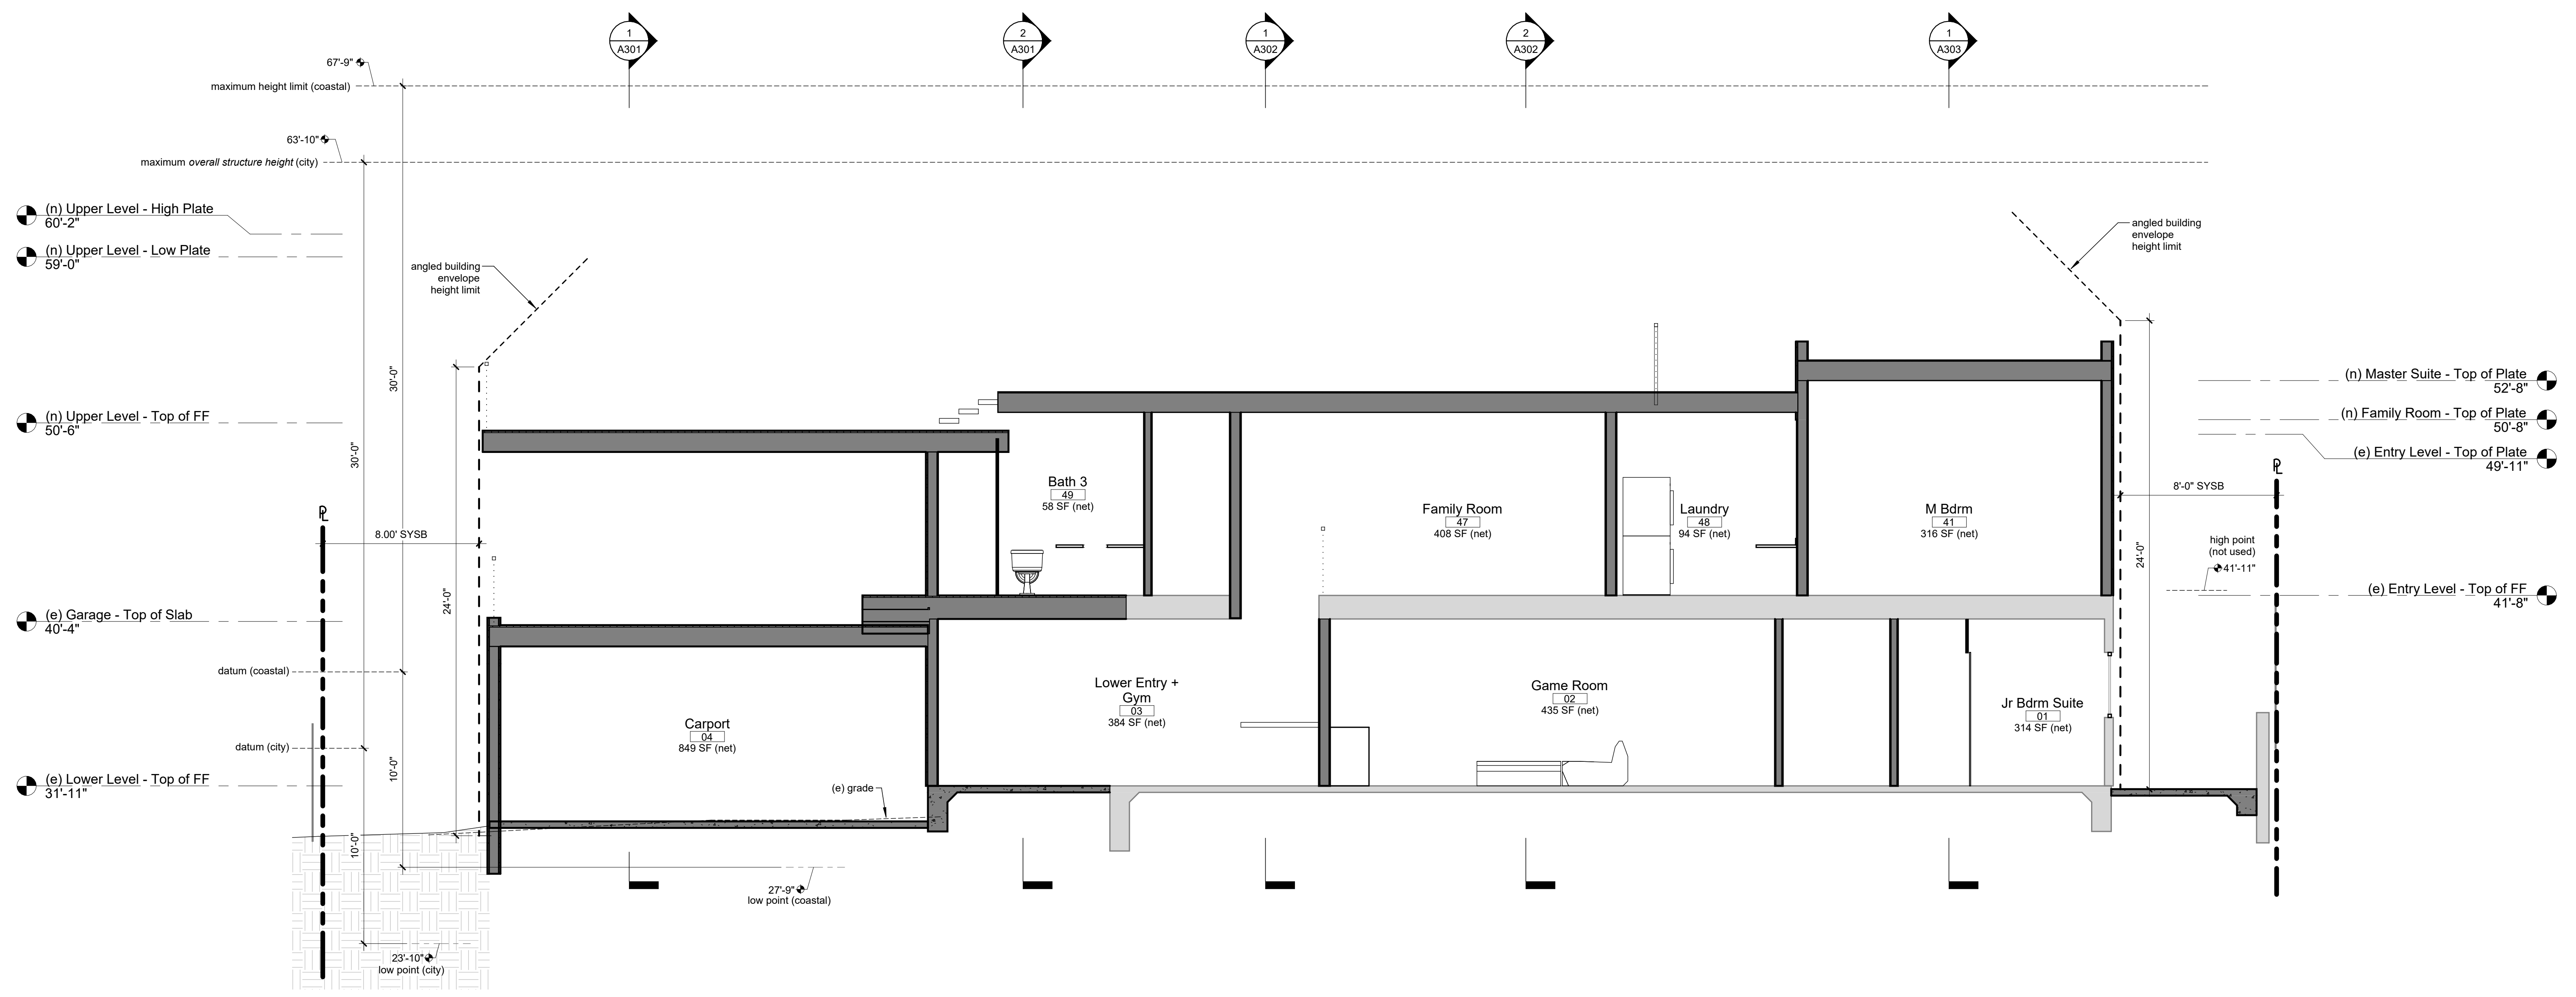 1
A301
2
A301
1
A302
2
A302
1
A303
67'-9"
maximum height limit (coastal)
63'-10"
maximum overall structure height (city)
(n) Upper Level - High Plate
60'-2"
(n) Upper Level - Low Plate
59'-0"
angled building
envelope
height limit
angled building
envelope
height limit
30'-0"
30'-0"
(n) Upper Level - Top of FF
50'-6"
(n) Master Suite - Top of Plate
52'-8"
(n) Family Room - Top of Plate
50'-8"
(e) Entry Level - Top of Plate
49'-11"
PL
8'-0" SYSB
PL
8.00' SYSB
Bath 3
49
58 SF (net)
Family Room
47
408 SF (net)
Laundry
48
94 SF (net)
M Bdrm
41
316 SF (net)
high point
(not used)
41'-11"
24'-0"
24'-0"
(e) Entry Level - Top of FF
41'-8"
(e) Garage - Top of Slab
40'-4"
datum (coastal)
datum (city)
10'-0"
10'-0"
(e) Lower Level - Top of FF
31'-11"
Carport
04
849 SF (net)
Lower Entry +
Gym
03
384 SF (net)
Game Room
02
435 SF (net)
Jr Bdrm Suite
01
314 SF (net)
(e) grade
27'-9"
low point (coastal)
23'-10"
low point (city)